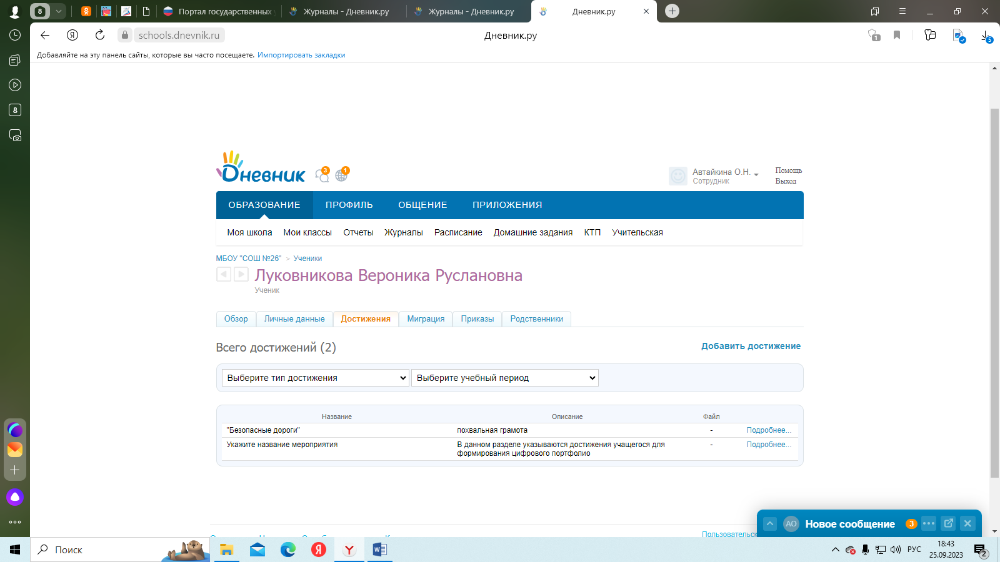 8
Портал государственных
Журналы - Дневник.ру
Журналы - Дневник.ру
Дневник.ру
schools.dnevnik.ru
Дневник.ру
1
5
Добавляйте на эту панель сайты, которые вы часто посещаете. Импортировать закладки
8
Дневник
3
1
Автайкина О.Н.
Сотрудник
Помощь
Выход
ОБРАЗОВАНИЕ ПРОФИЛЬ ОБЩЕНИЕ ПРИЛОЖЕНИЯ
Моя школа Мои классы Отчеты Журналы Расписание Домашние задания КТП Учительская
МБОУ "СОШ №26" > Ученики
Луковникова Вероника Руслановна
Ученик
Обзор Личные данные Достижения Миграция Приказы Родственники
Всего достижений (2)
Добавить достижение
Выберите тип достижения Выберите учебный период
Название Описание Файл
"Безопасные дороги" похвальная грамота - Подробнее...
Укажите название мероприятия В данном разделе указываются достижения учащегося для - Подробнее...
формирования цифрового портфолио
АО Новое сообщение 3
Пользовательск
Поиск
РУС
18:43
25.09.2023
2